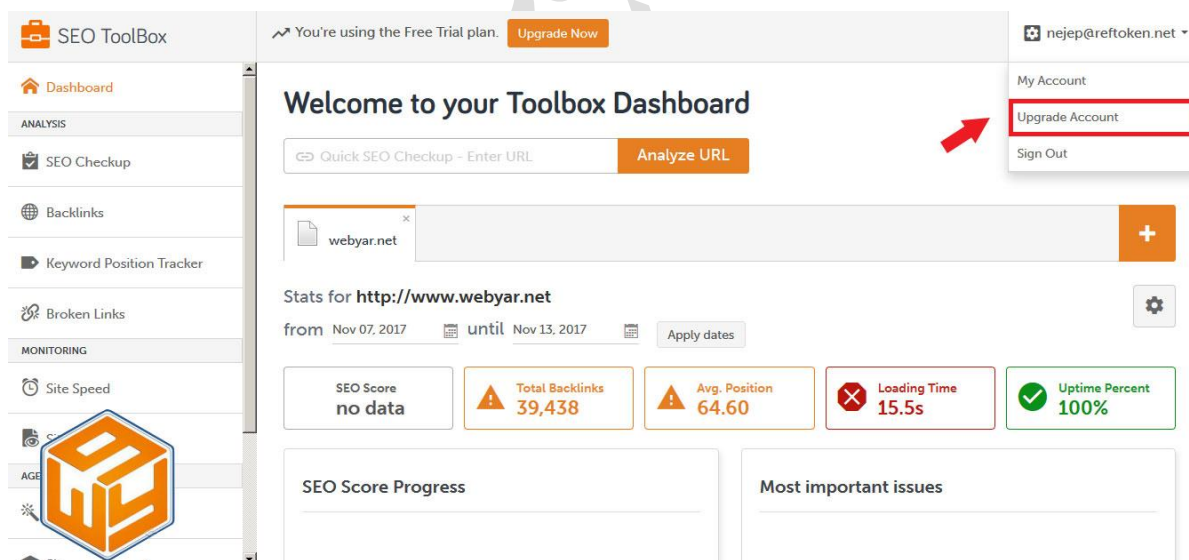 SEO ToolBox
You're using the Free Trial plan. Upgrade Now
nejep@reftoken.net
My Account
Upgrade Account
Sign Out
Dashboard
ANALYSIS
SEO Checkup
Backlinks
Keyword Position Tracker
Broken Links
MONITORING
Site Speed
Welcome to your Toolbox Dashboard
Quick SEO Checkup - Enter URL
Analyze URL
webyar.net
+
Stats for http://www.webyar.net
from Nov 07, 2017 until Nov 13, 2017 Apply dates
SEO Score
no data
Total Backlinks
39,438
Avg. Position
64.60
Loading Time
15.5s
Uptime Percent
100%
SEO Score Progress
Most important issues